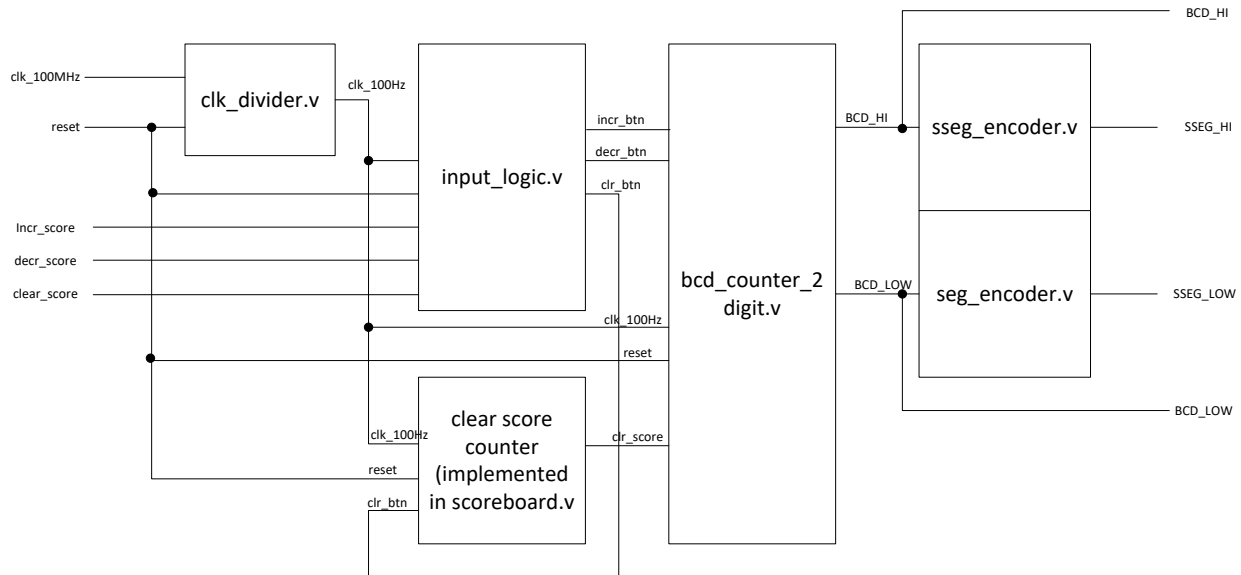 BCD_HI
clk_100MHz
clk_divider.v
clk_100Hz
reset
incr_btn
decr_btn
clr_btn
input_logic.v
Incr_score
decr_score
clear_score
BCD_HI
sseg_encoder.v
SSEG_HI
bcd_counter_2
digit.v
BCD_LOW
seg_encoder.v
SSEG_LOW
clk_100Hz
reset
BCD_LOW
clear score
counter
(implemented
in scoreboard.v
clk_100Hz
reset
clr_btn
clr_score